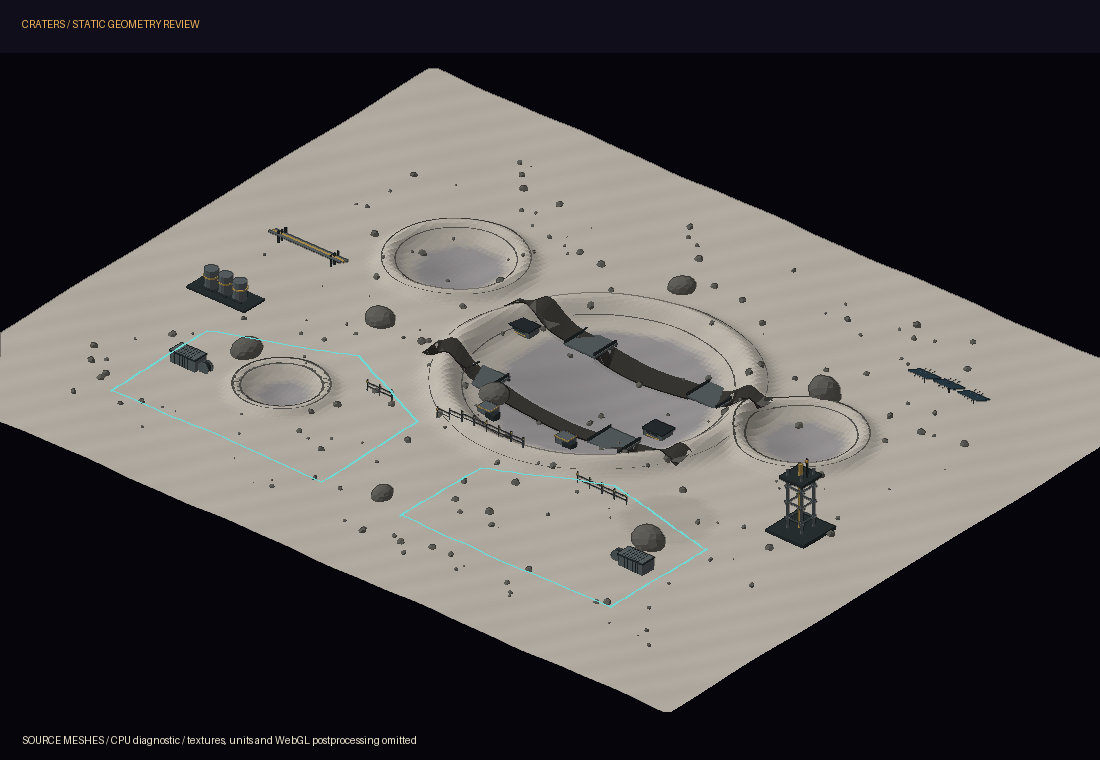 CRATERS / STATIC GEOMETRY REVIEW
SOURCE MESHES / CPU diagnostic / textures, units and WebGL postprocessing omitted